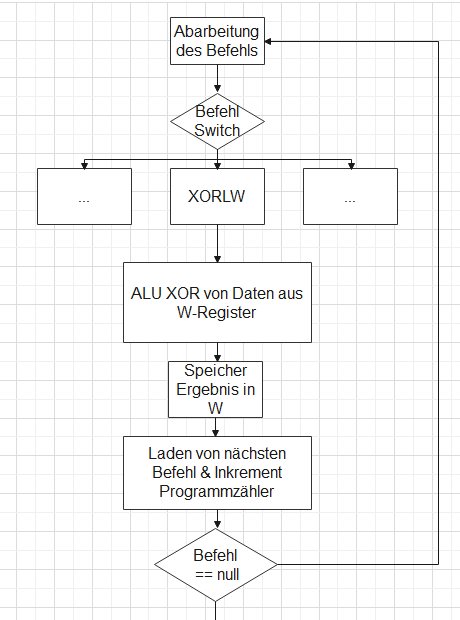 Abarbeitung
des Befehls
Befehl
Switch
...
XORLW
...
ALU XOR von Daten aus
W-Register
Speicher
Ergebnis in
W
Laden von nächsten
Befehl & Inkrement
Programmzähler
Befehl
== null